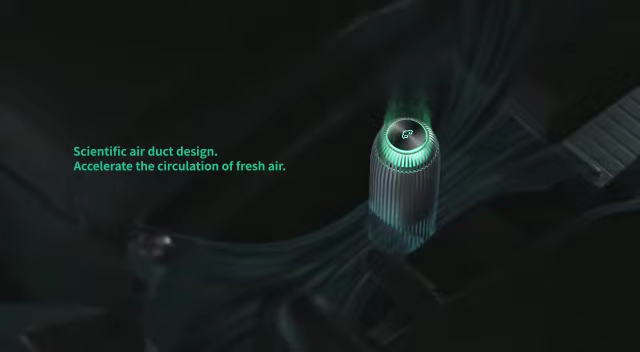 Scientific air duct design.
Accelerate the circulation of fresh air.